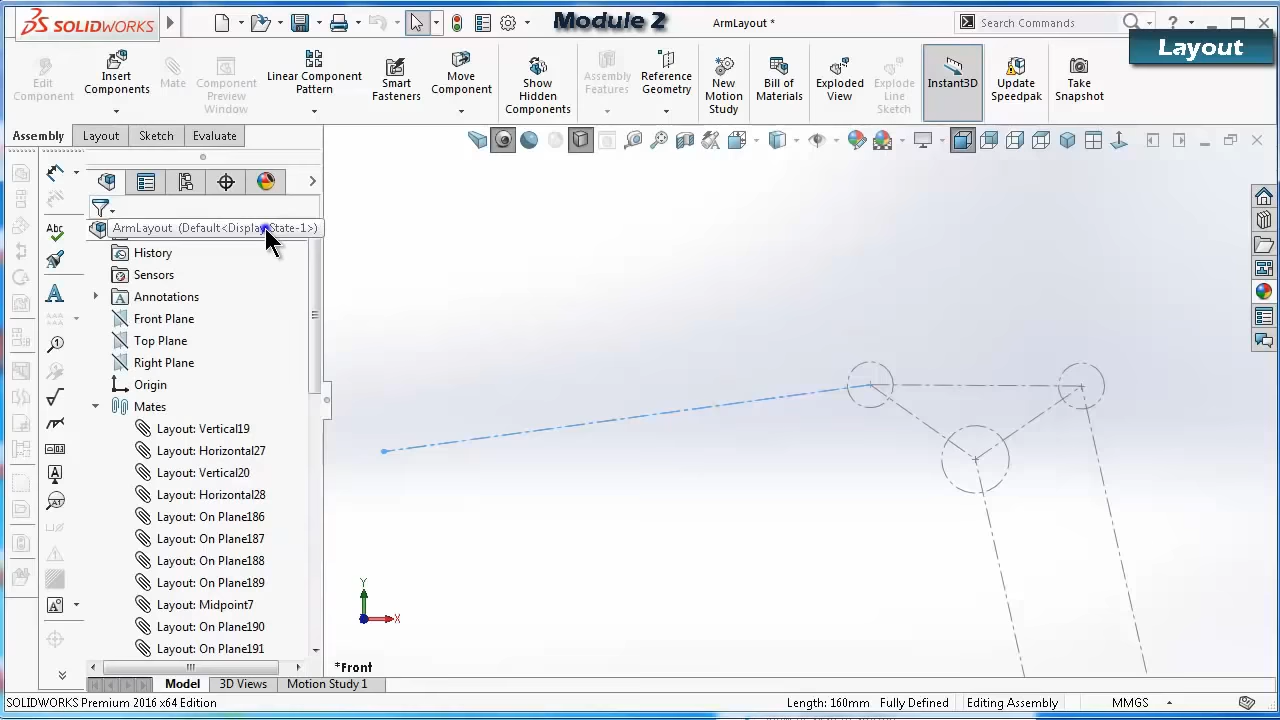 SOLIDWORKS
Module 2
ArmLayout *
Search Commands
Layout
Edit Component
Insert Components
Mate
Component Preview Window
Linear Component Pattern
Smart Fasteners
Move Component
Show Hidden Components
Assembly Features
Reference Geometry
New Motion Study
Bill of Materials
Exploded View
Explode Line Sketch
Instant3D
Update Speedpak
Take Snapshot
Assembly
Layout
Sketch
Evaluate
ArmLayout (Default<Display State-1>)
History
Sensors
Annotations
Front Plane
Top Plane
Right Plane
Origin
Mates
Layout: Vertical19
Layout: Horizontal27
Layout: Vertical20
Layout: Horizontal28
Layout: On Plane186
Layout: On Plane187
Layout: On Plane188
Layout: On Plane189
Layout: Midpoint7
Layout: On Plane190
Layout: On Plane191
Y
X
*Front
Model
3D Views
Motion Study 1
SOLIDWORKS Premium 2016 x64 Edition
Length: 160mm
Fully Defined
Editing Assembly
MMGS